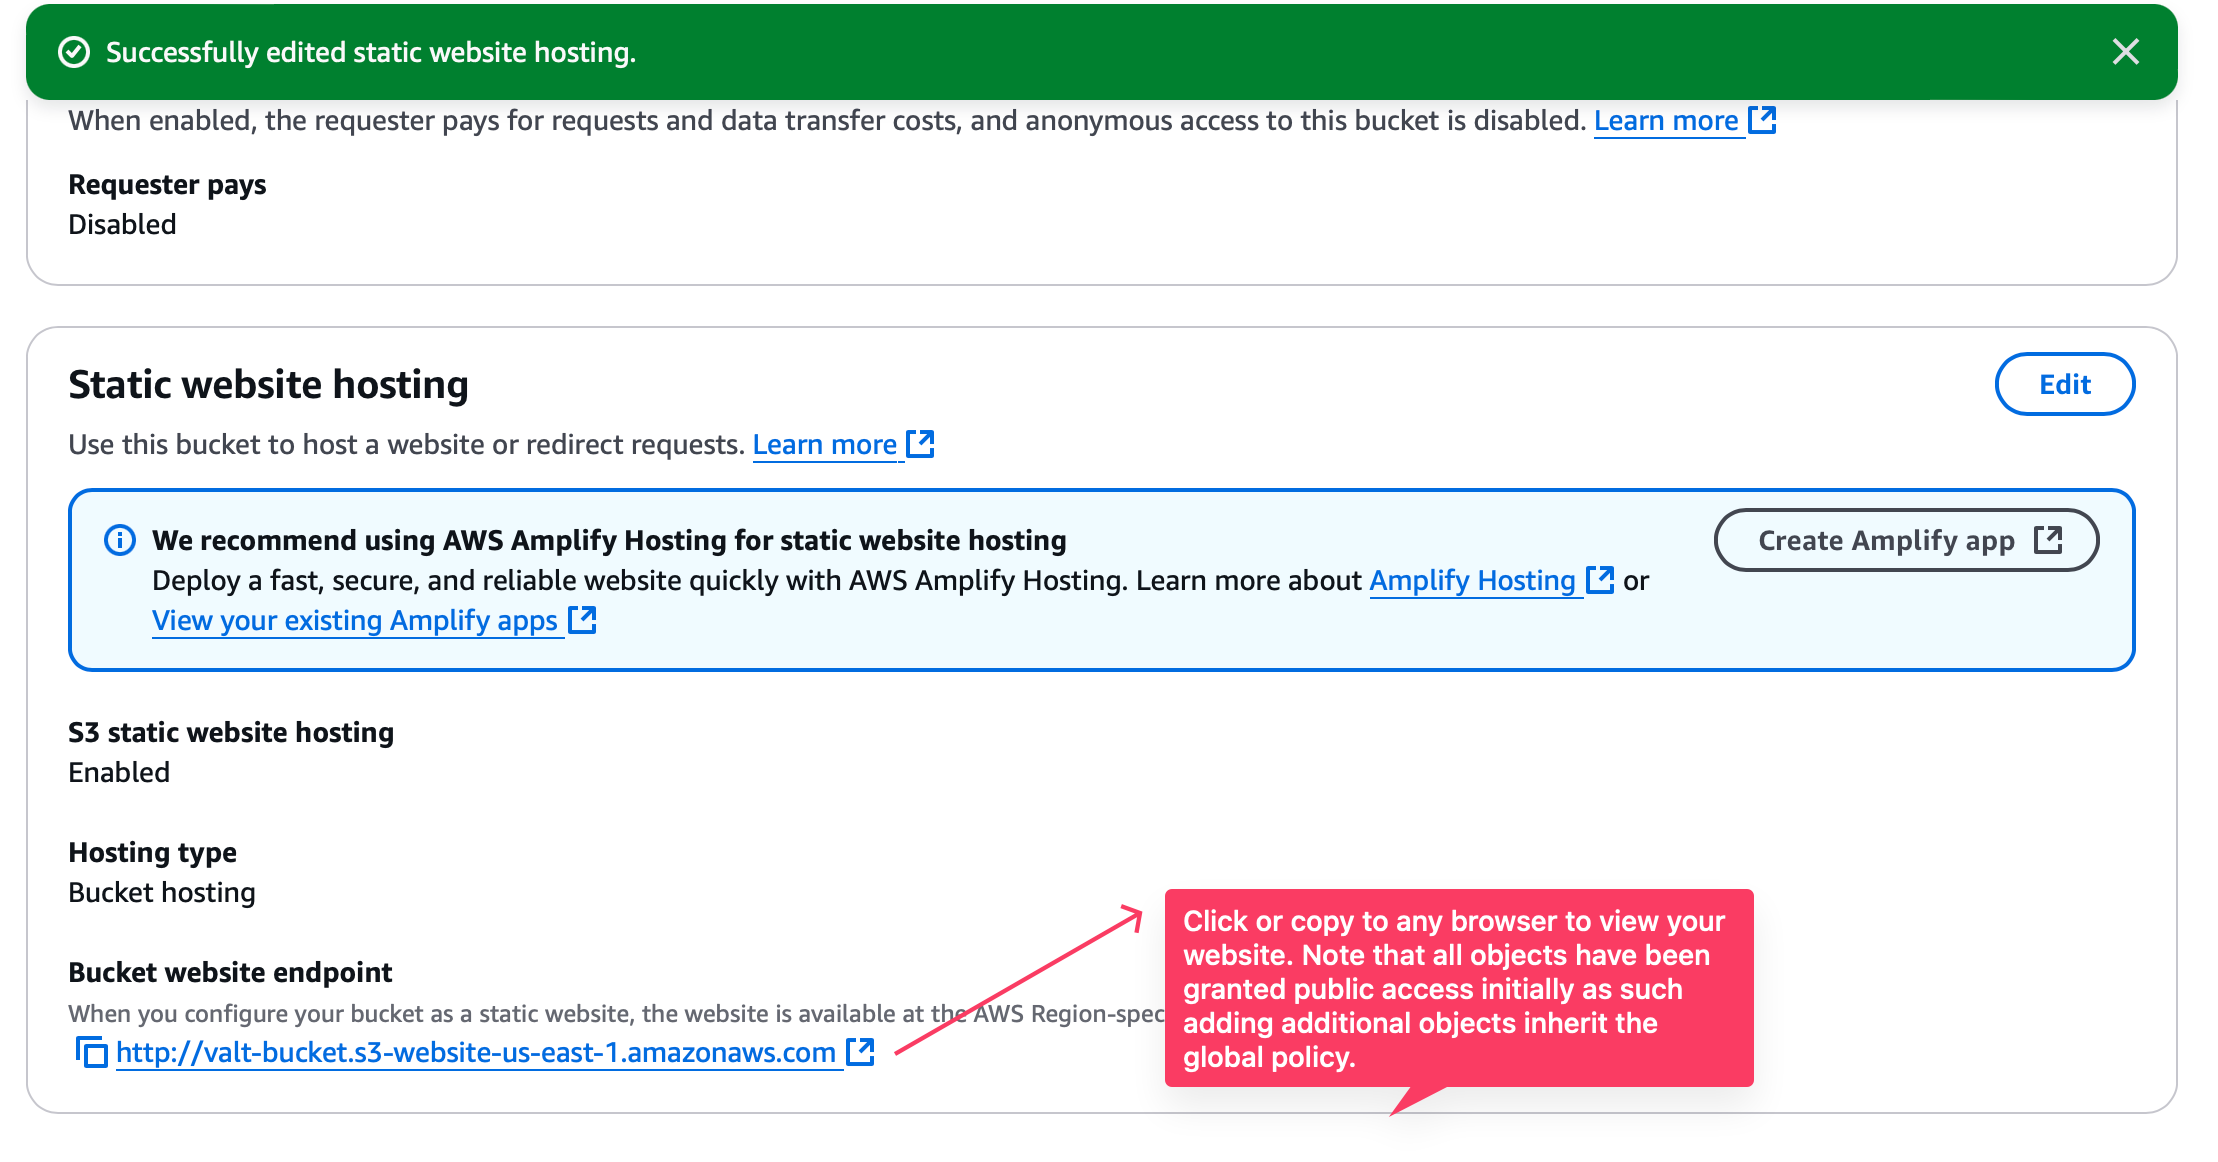 Successfully edited static website hosting.
When enabled, the requester pays for requests and data transfer costs, and anonymous access to this bucket is disabled. Learn more
Requester pays
Disabled
Static website hosting
Edit
Use this bucket to host a website or redirect requests. Learn more
We recommend using AWS Amplify Hosting for static website hosting
Create Amplify app
Deploy a fast, secure, and reliable website quickly with AWS Amplify Hosting. Learn more about Amplify Hosting or
View your existing Amplify apps
S3 static website hosting
Enabled
Hosting type
Bucket hosting
Bucket website endpoint
When you configure your bucket as a static website, the website is available at the AWS Region-spec
http://valt-bucket.s3-website-us-east-1.amazonaws.com
Click or copy to any browser to view your
website. Note that all objects have been
granted public access initially as such
adding additional objects inherit the
global policy.